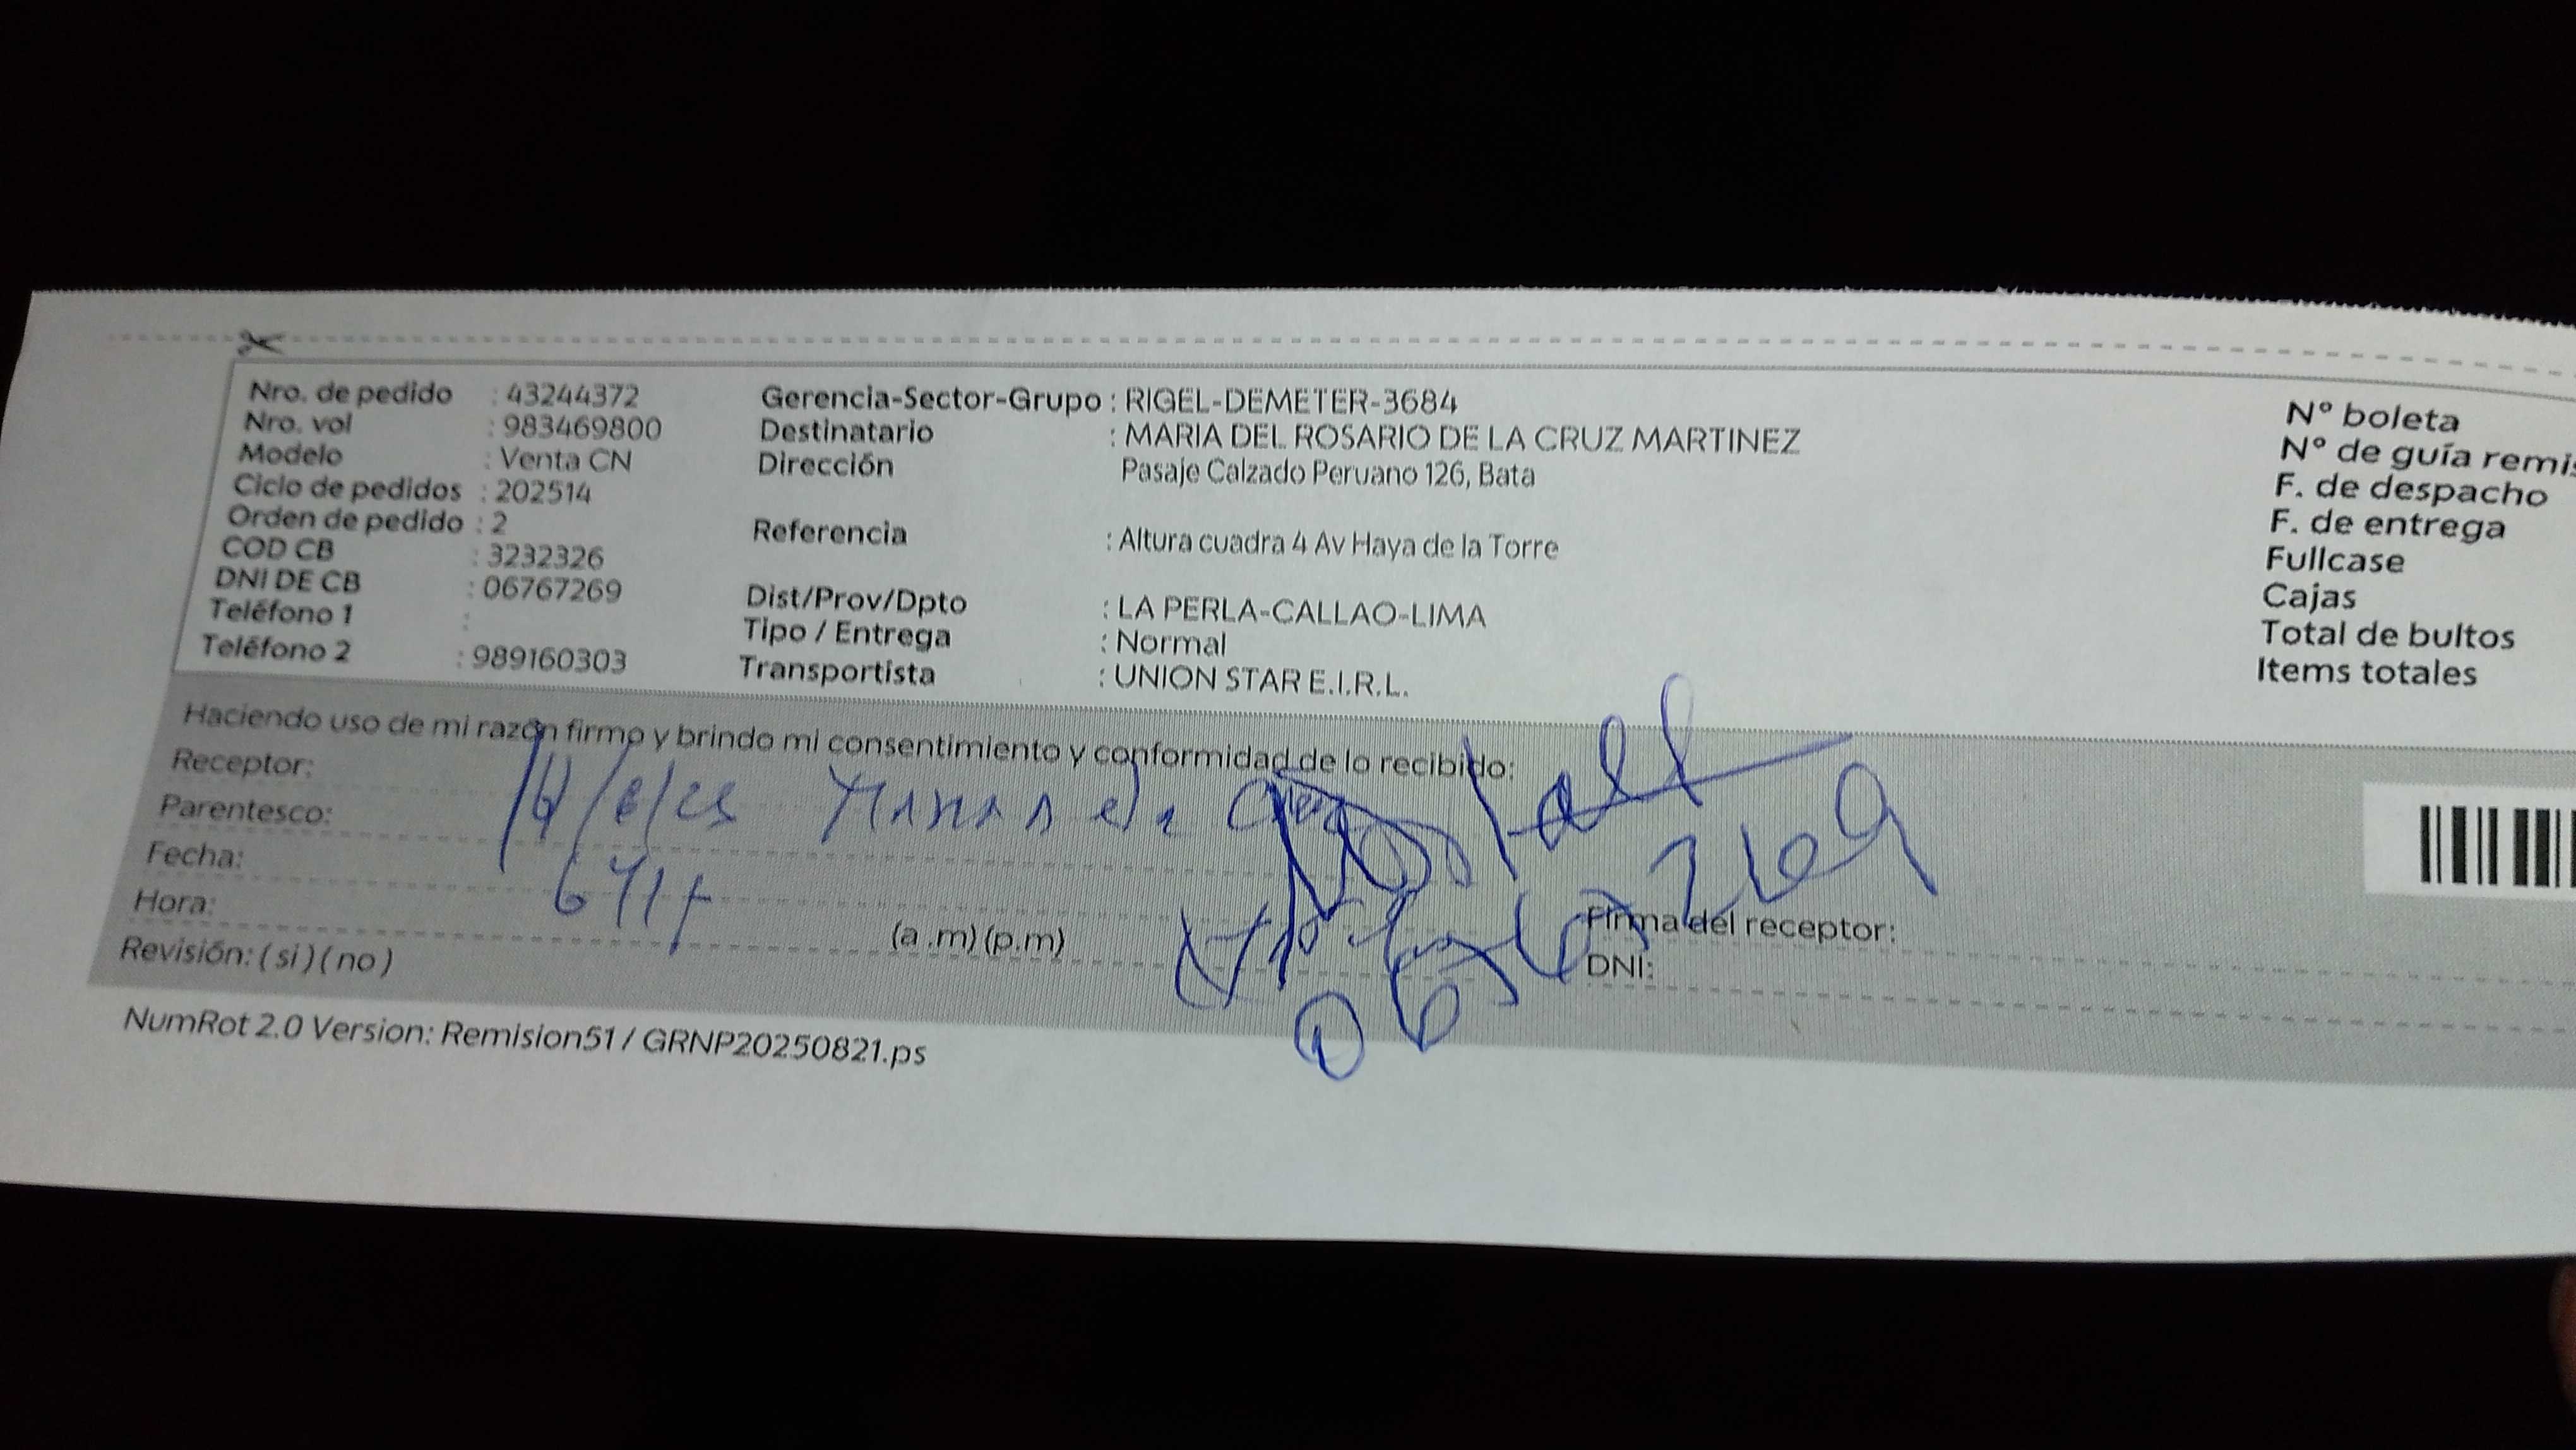 Nro. de pedido : 43244372
Nro. vol : 983469800
Modelo : Venta CN
Ciclo de pedidos : 202514
Orden de pedido : 2
COD CB : 3232326
DNI DE CB : 06767269
Teléfono 1 :
Teléfono 2 : 989160303
Gerencia-Sector-Grupo : RIGEL-DEMETER-3684
Destinatario : MARIA DEL ROSARIO DE LA CRUZ MARTINEZ
Dirección Pasaje Calzado Peruano 126, Bata
Referencia : Altura cuadra 4 Av Haya de la Torre
Dist/Prov/Dpto : LA PERLA-CALLAO-LIMA
Tipo / Entrega : Normal
Transportista : UNION STAR E.I.R.L.
N° boleta
N° de guía
F. de despacho
F. de entrega
Fullcase
Cajas
Total de bultos
Items totales
Haciendo uso de mi razón firmo y brindo mi consentimiento y conformidad de lo recibido:
Receptor:
Parentesco:
Fecha:
Hora: (a .m) (p.m)
Revisión: ( si ) ( no )
Firma del receptor:
DNI:
NumRot 2.0 Version: Remision51 / GRNP20250821.ps